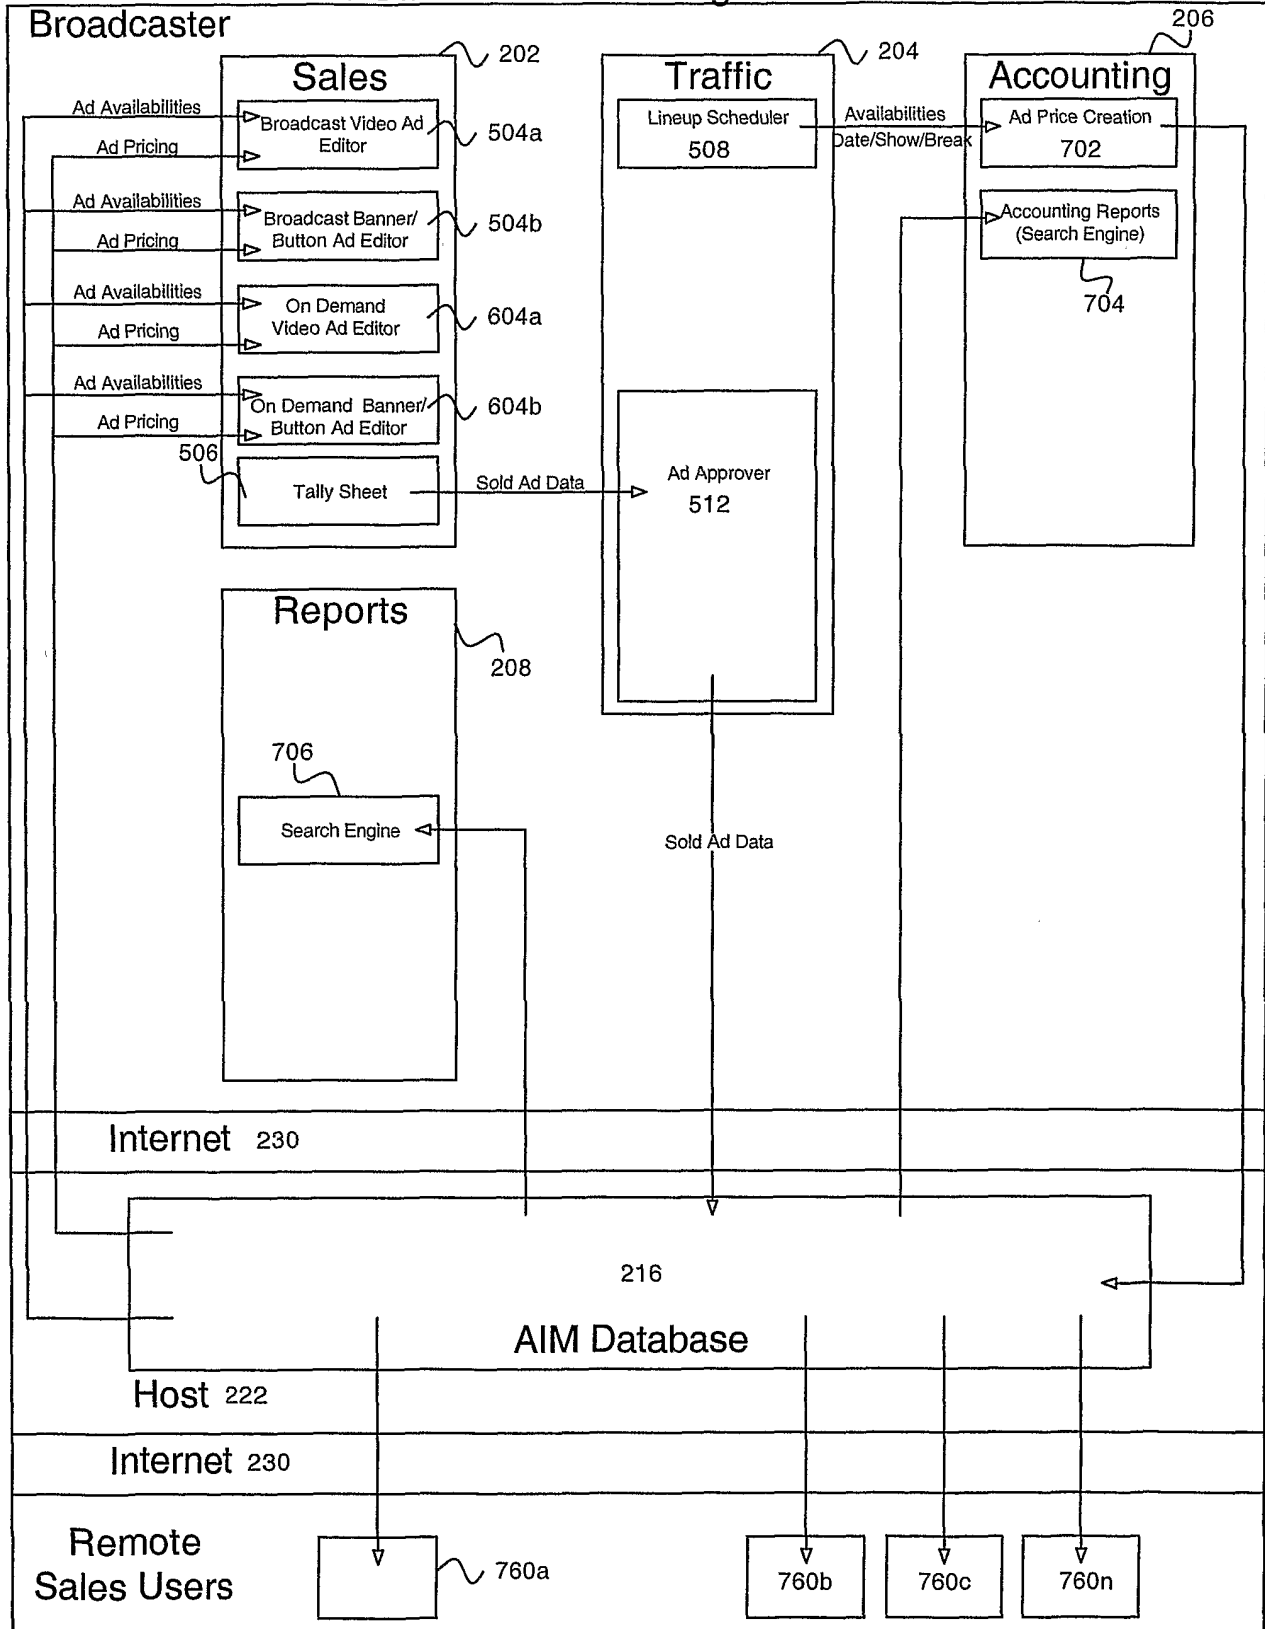 Broadcaster
202
204
206
Sales
Traffic
Accounting
Ad Availabilities
Ad Pricing
Broadcast Video Ad
Editor
504a
Lineup Scheduler
508
Availabilities
Date/Show/Break
Ad Price Creation
702
Ad Availabilities
Ad Pricing
Broadcast Banner/
Button Ad Editor
504b
Accounting Reports
(Search Engine)
704
Ad Availabilities
Ad Pricing
On Demand
Video Ad Editor
604a
Ad Availabilities
Ad Pricing
On Demand Banner/
Button Ad Editor
604b
506
Tally Sheet
Sold Ad Data
Ad Approver
512
Reports
208
706
Search Engine
Sold Ad Data
Internet 230
216
AIM Database
Host 222
Internet 230
Remote
Sales Users
760a
760b
760c
760n